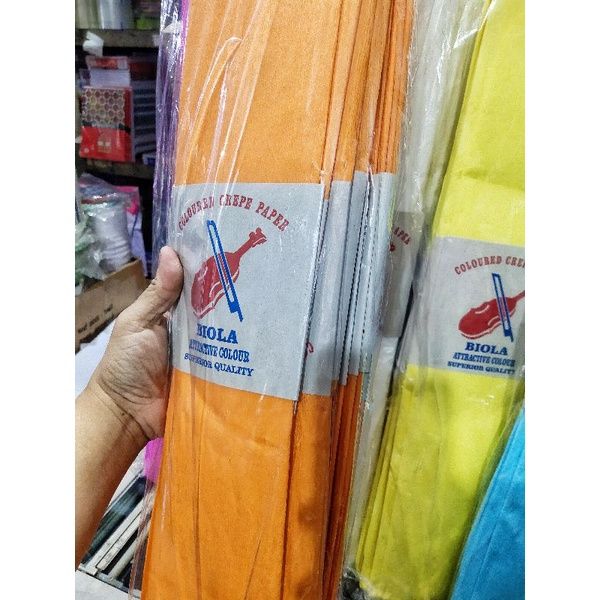 COLOURED CREPE PAPER
BIOLA
ATTRACTIVE COLOUR
SUPERIOR QUALITY
COLOURED CREPE
BIOLA
ATTRACTIVE COLOUR
SUPERIOR QUALITY